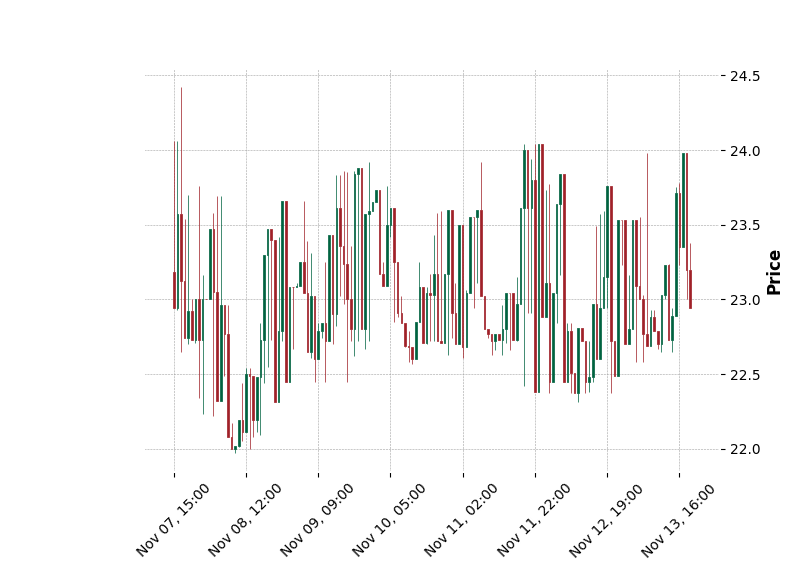 24.5
24.0
23.5
23.0
22.5
22.0
Price
Nov 07, 15:00
Nov 08, 12:00
Nov 09, 09:00
Nov 10, 05:00
Nov 11, 02:00
Nov 11, 22:00
Nov 12, 19:00
Nov 13, 16:00